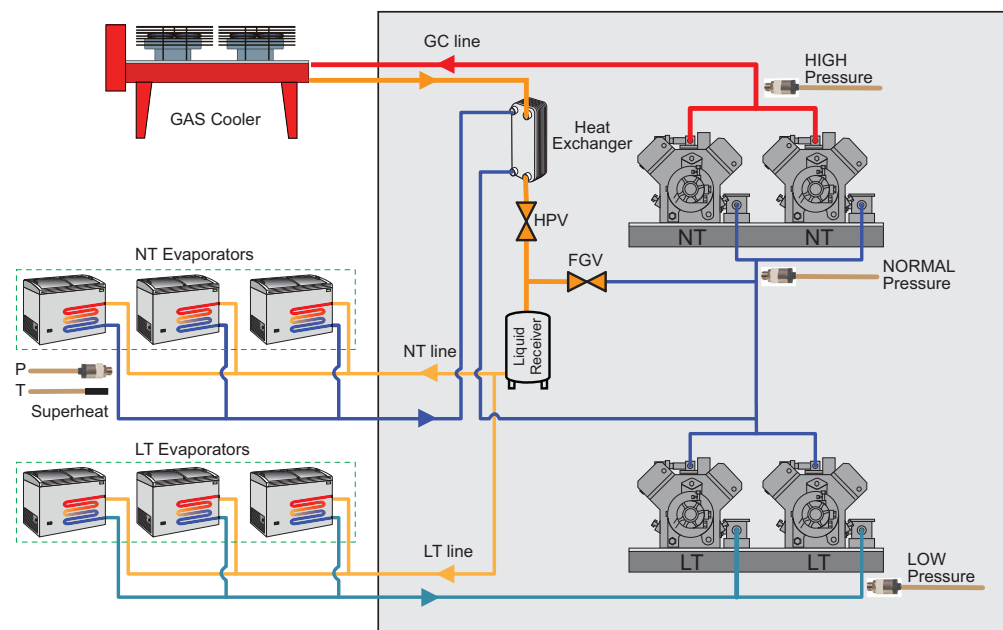 GC line
HIGH
Pressure
GAS Cooler
Heat
Exchanger
HPV
NT
NT
NT Evaporators
FGV
NORMAL
Pressure
Liquid
Receiver
NT line
P
T
Superheat
LT Evaporators
LT line
LT
LT
LOW
Pressure